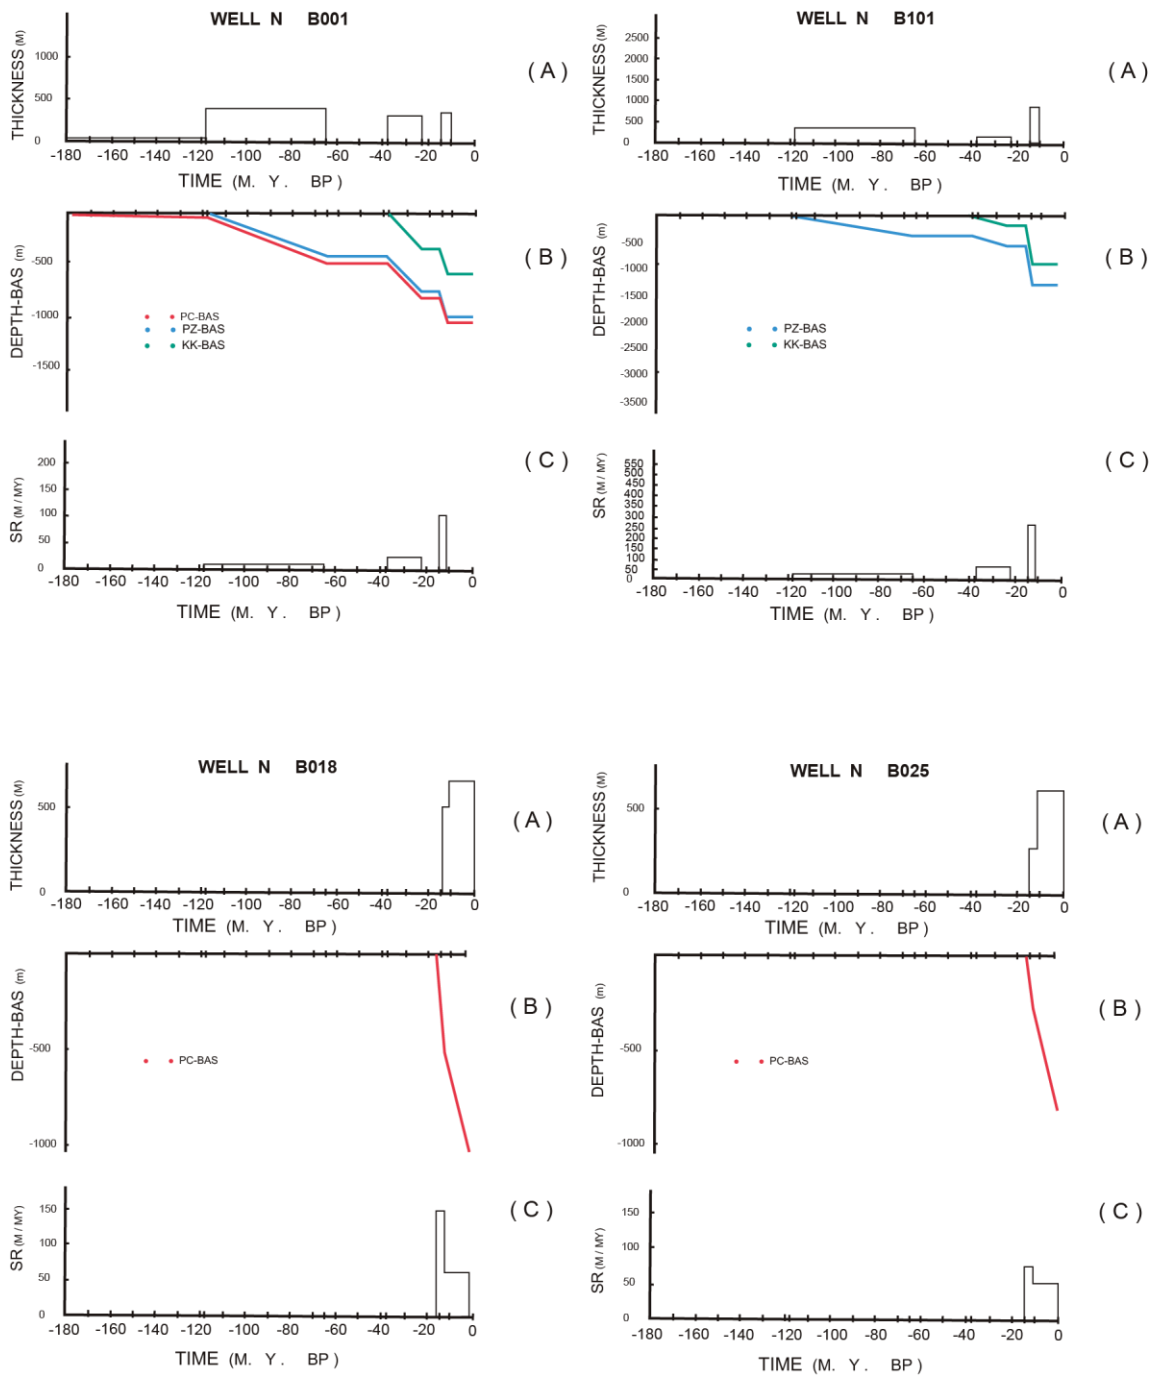 WELL N B001
THICKNESS (M)
1000
500
0
-180 -160 -140 -120 -100 -80 -60 -40 -20 0
TIME (M. Y. BP)
(A)
DEPTH-BAS (m)
-500
-1000
-1500
PC-BAS
PZ-BAS
KK-BAS
(B)
SR (M / MY)
200
150
100
50
0
-180 -160 -140 -120 -100 -80 -60 -40 -20 0
TIME (M. Y. BP)
(C)
WELL N B101
THICKNESS (M)
2500
2000
1500
1000
500
0
-180 -160 -140 -120 -100 -80 -60 -40 -20 0
TIME (M. Y. BP)
(A)
DEPTH-BAS (m)
-500
-1000
-1500
-2000
-2500
-3000
-3500
PZ-BAS
KK-BAS
(B)
SR (M / MY)
550
500
450
400
350
300
250
200
150
100
50
0
-180 -160 -140 -120 -100 -80 -60 -40 -20 0
TIME (M. Y. BP)
(C)
WELL N B018
THICKNESS (M)
500
0
-180 -160 -140 -120 -100 -80 -60 -40 -20 0
TIME (M. Y. BP)
(A)
DEPTH-BAS (m)
-500
-1000
PC-BAS
(B)
SR (M / MY)
150
100
50
0
-180 -160 -140 -120 -100 -80 -60 -40 -20 0
TIME (M. Y. BP)
(C)
WELL N B025
THICKNESS (M)
500
0
-180 -160 -140 -120 -100 -80 -60 -40 -20 0
TIME (M. Y. BP)
(A)
DEPTH-BAS (m)
-500
-1000
PC-BAS
(B)
SR (M / MY)
150
100
50
0
-180 -160 -140 -120 -100 -80 -60 -40 -20 0
TIME (M. Y. BP)
(C)